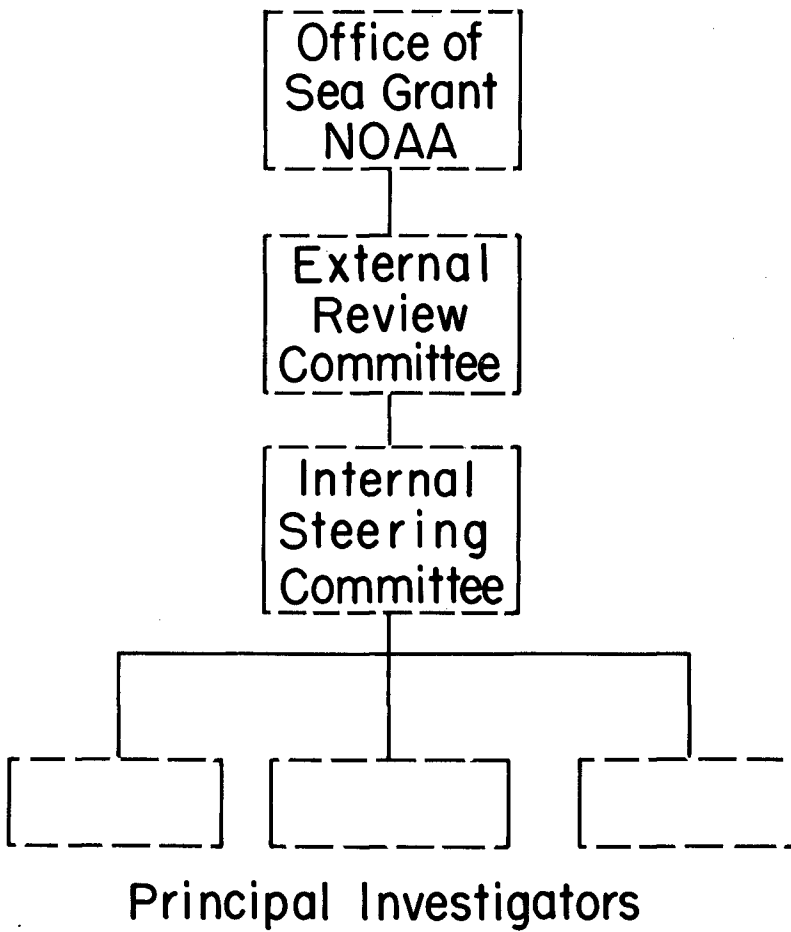 Office of
Sea Grant
NOAA
External
Review
Committee
Internal
Steering
Committee
Principal Investigators